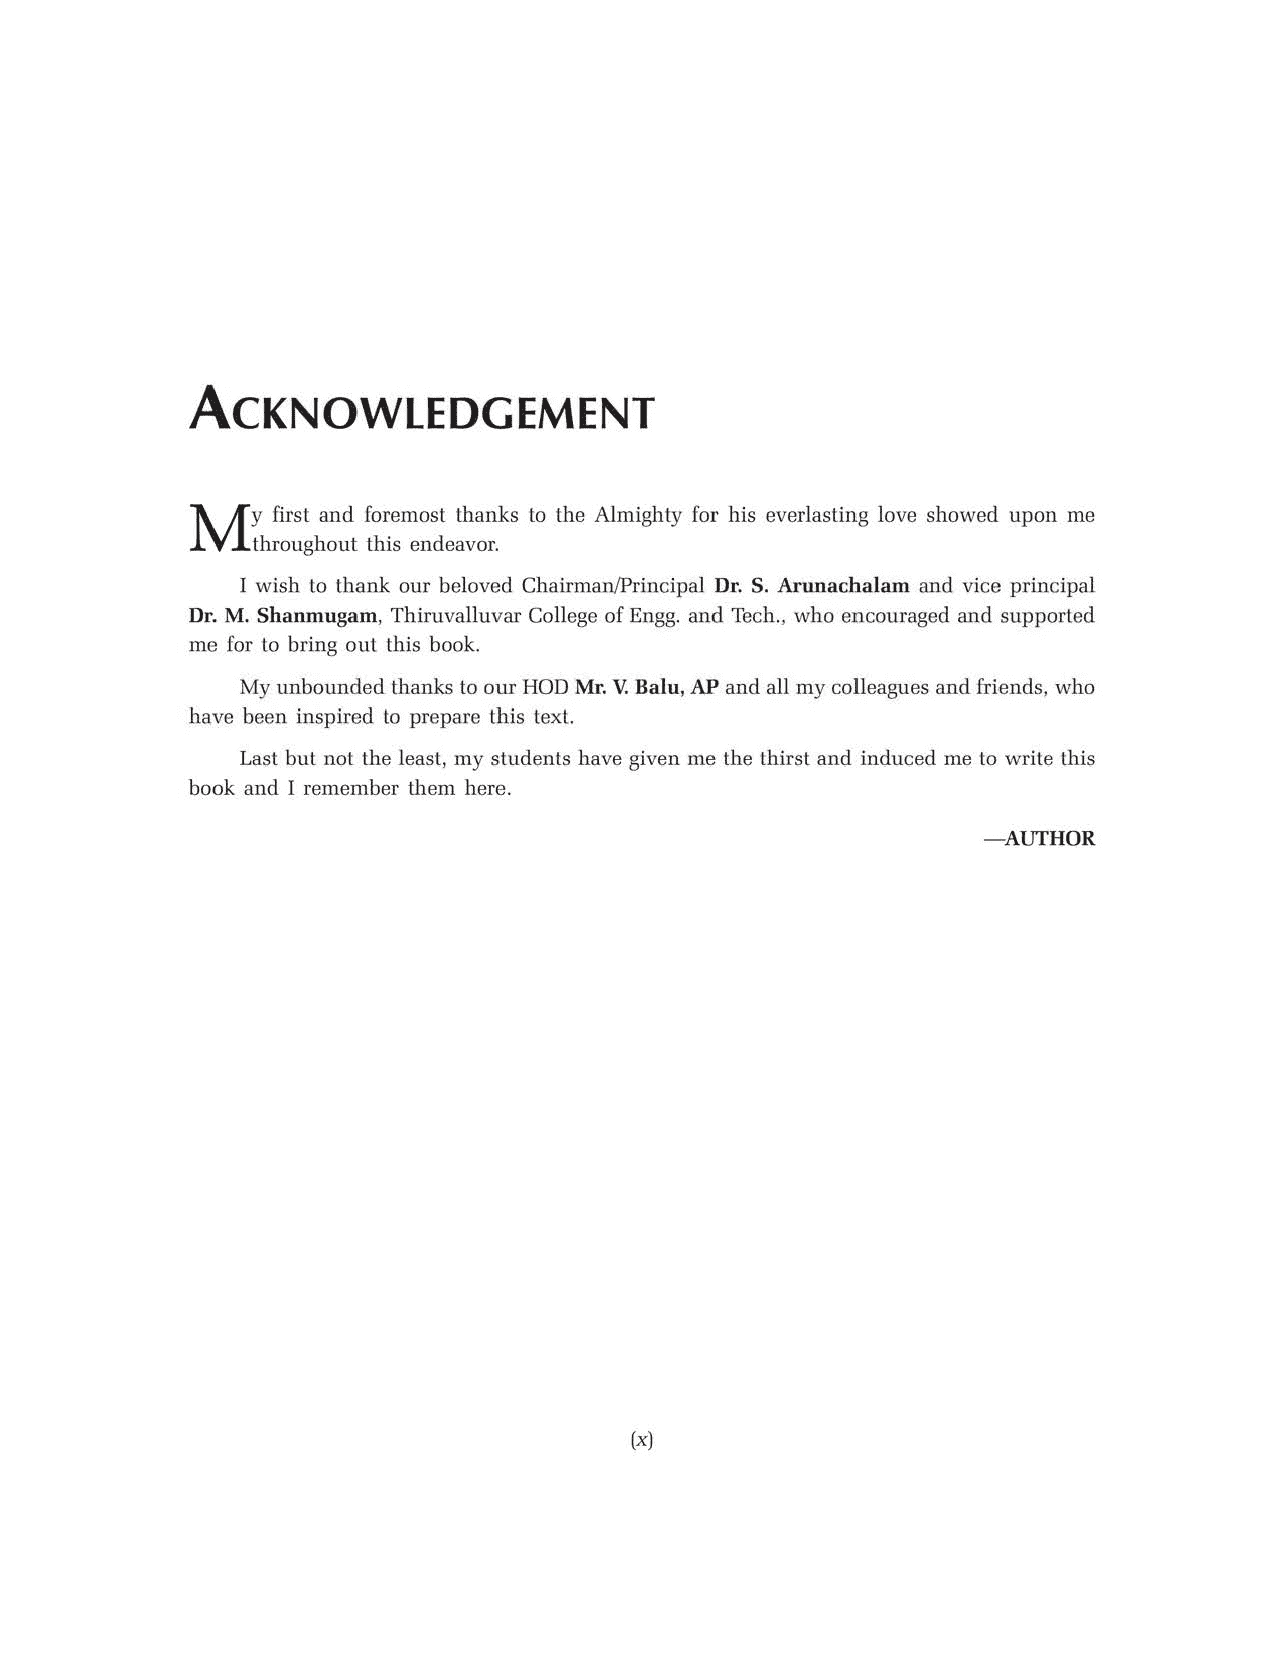 ACKNOWLEDGEMENT
My first and foremost thanks to the Almighty for his everlasting love showed upon me
throughout this endeavor.
I wish to thank our beloved Chairman/Principal Dr. S. Arunachalam and vice principal
Dr. M. Shanmugam, Thiruvalluvar College of Engg. and Tech., who encouraged and supported
me for to bring out this book.
My unbounded thanks to our HOD Mr. V. Balu, AP and all my colleagues and friends, who
have been inspired to prepare this text.
Last but not the least, my students have given me the thirst and induced me to write this
book and I remember them here.
—AUTHOR
(x)